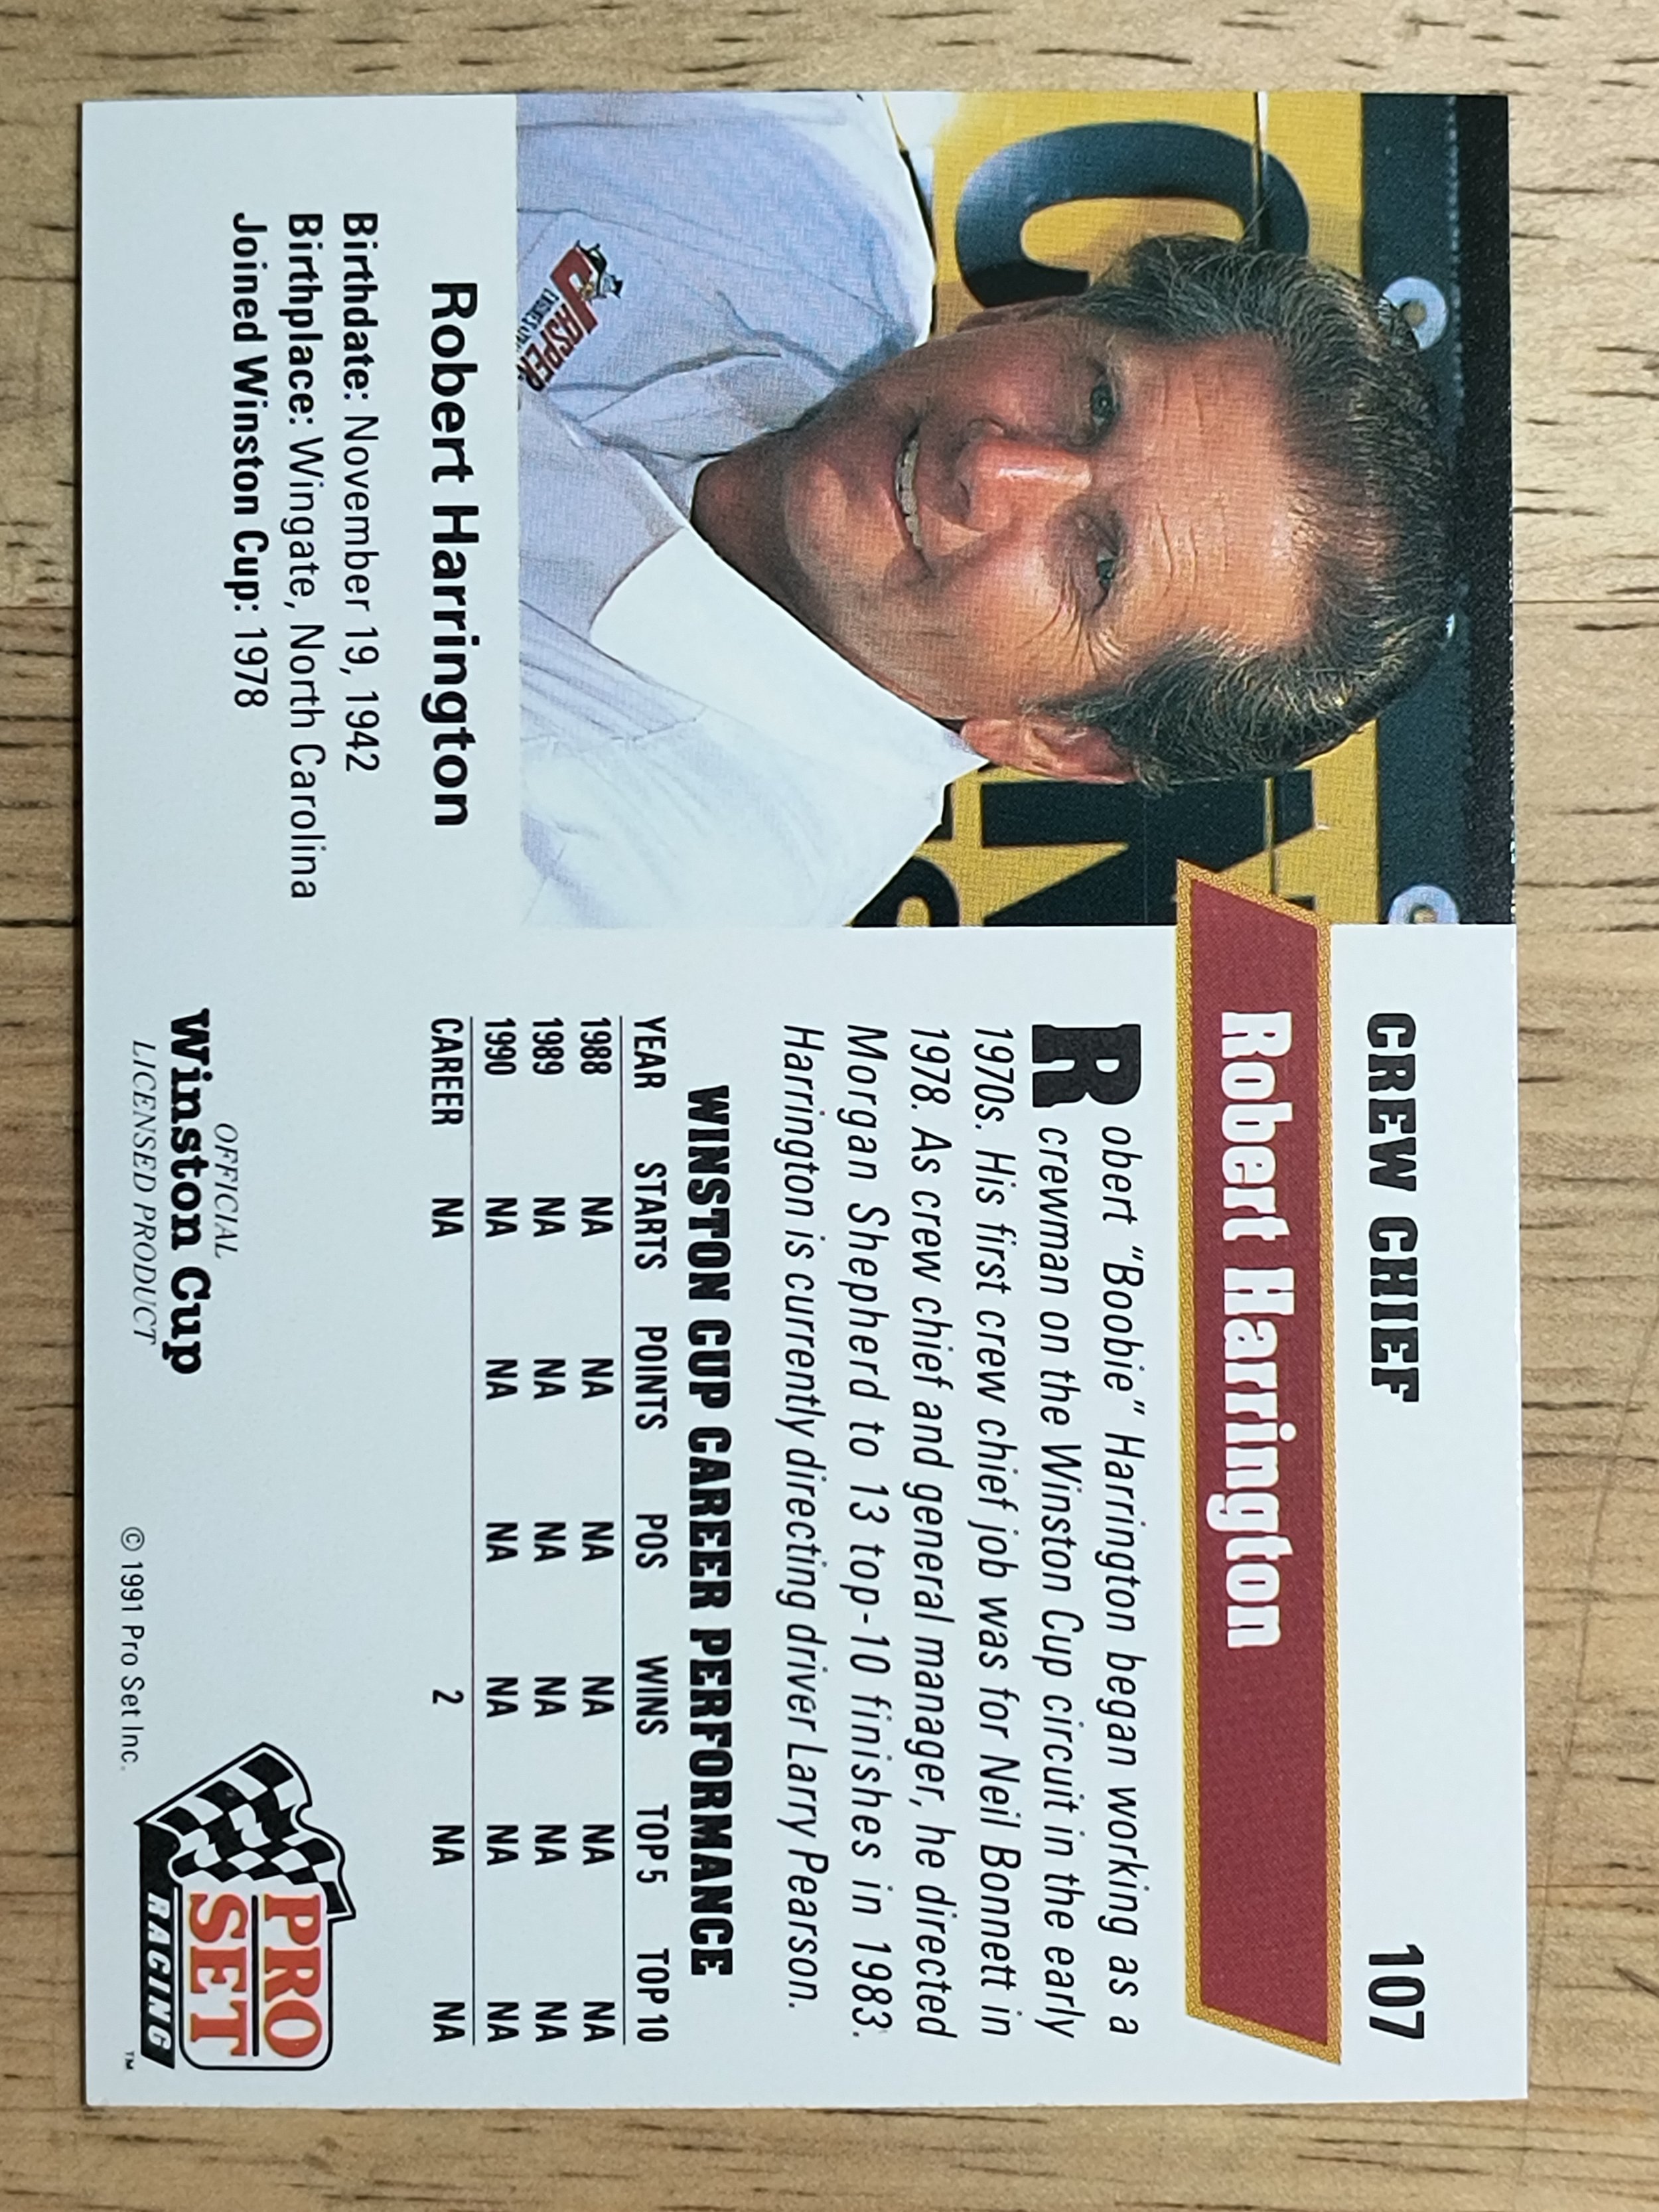 CREW CHIEF 107
Robert Harrington
Robert "Boobie" Harrington began working as a
crewman on the Winston Cup circuit in the early
1970s. His first crew chief job was for Neil Bonnett in
1978. As crew chief and general manager, he directed
Morgan Shepherd to 13 top-10 finishes in 1983.
Harrington is currently directing driver Larry Pearson.
WINSTON CUP CAREER PERFORMANCE
YEAR STARTS POINTS POS WINS TOP 5 TOP 10
1988 NA NA NA NA NA NA
1989 NA NA NA NA NA NA
1990 NA NA NA NA NA NA
CAREER NA 2 NA NA
JASPER
Robert Harrington
Birthdate: November 19, 1942
Birthplace: Wingate, North Carolina
Joined Winston Cup: 1978
OFFICIAL
Winston Cup
LICENSED PRODUCT
© 1991 Pro Set Inc.
PRO
SET
RACING
TM